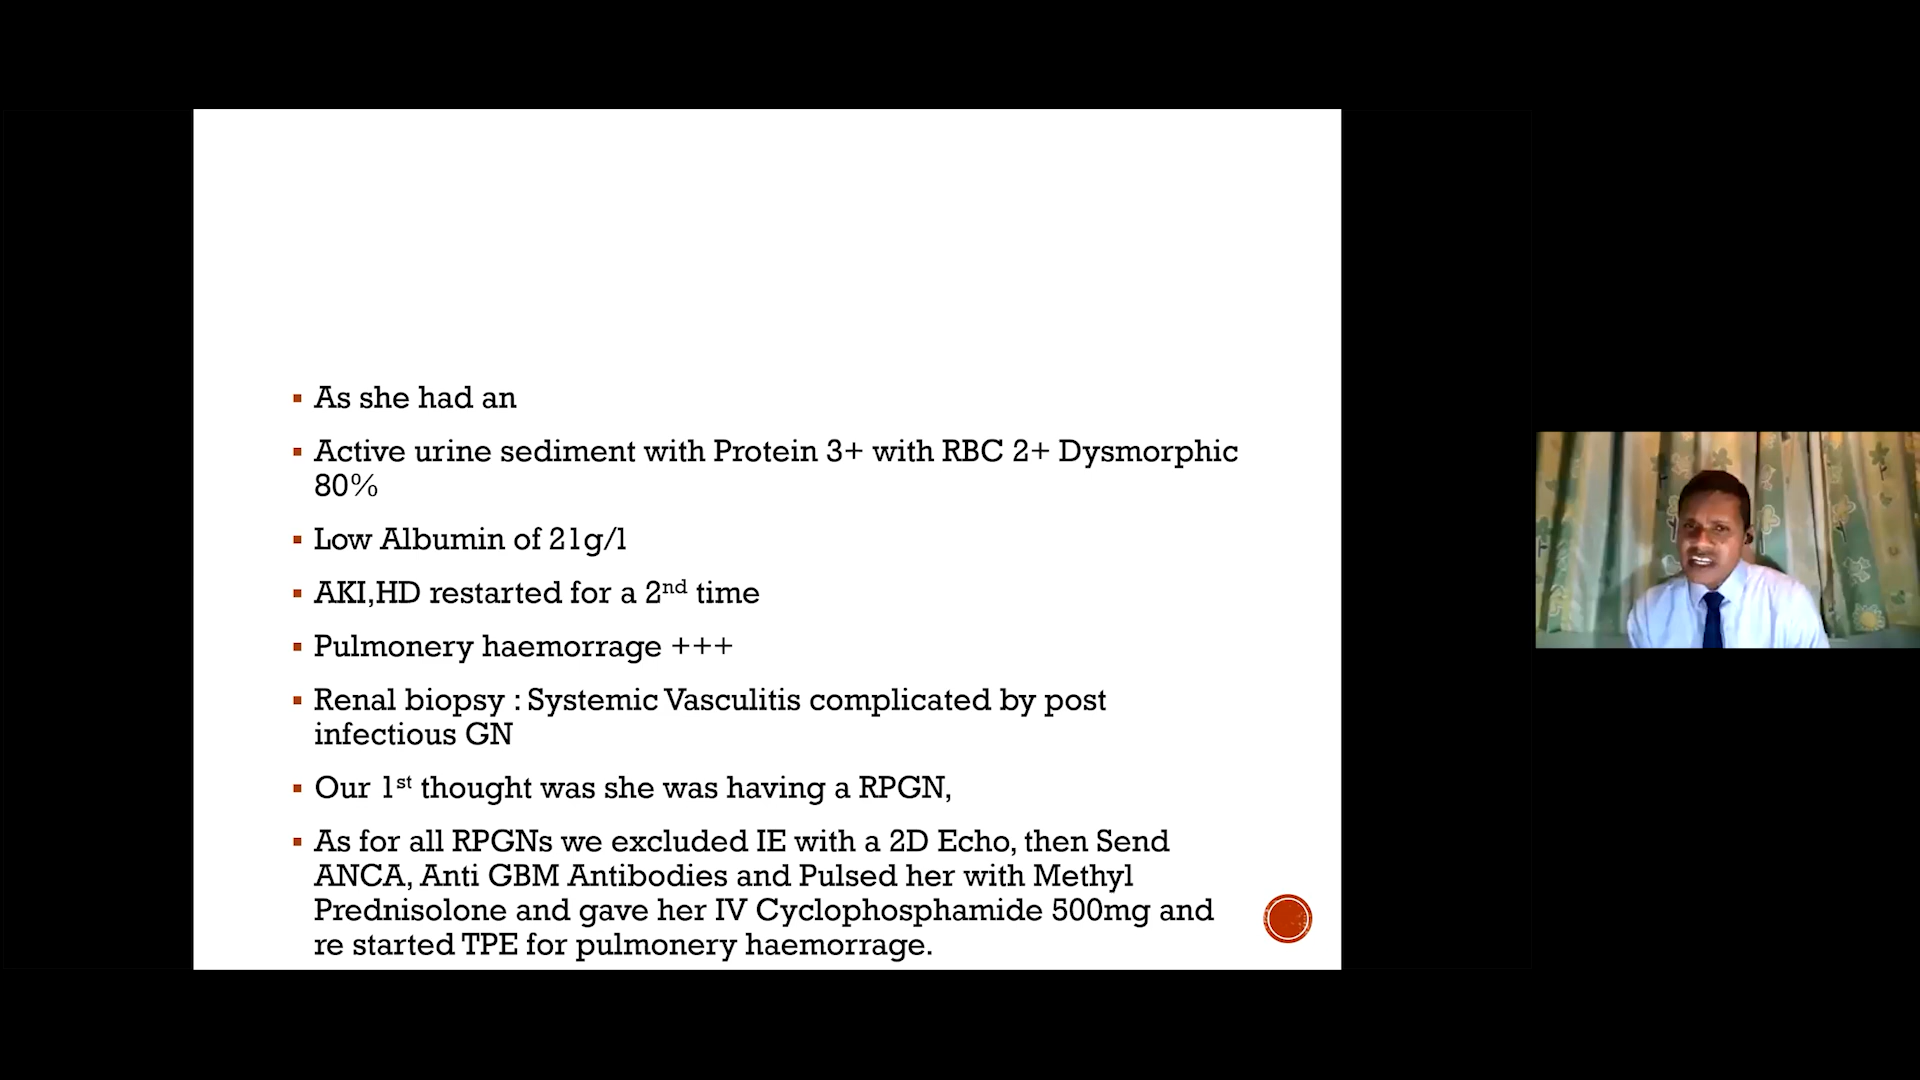 As she had an
Active urine sediment with Protein 3+ with RBC 2+ Dysmorphic
80%
Low Albumin of 21g/l
AKI,HD restarted for a 2nd time
Pulmonery haemorrage +++
Renal biopsy : Systemic Vasculitis complicated by post
infectious GN
Our 1st thought was she was having a RPGN,
As for all RPGNs we excluded IE with a 2D Echo, then Send
ANCA, Anti GBM Antibodies and Pulsed her with Methyl
Prednisolone and gave her IV Cyclophosphamide 500mg and
re started TPE for pulmonery haemorrage.